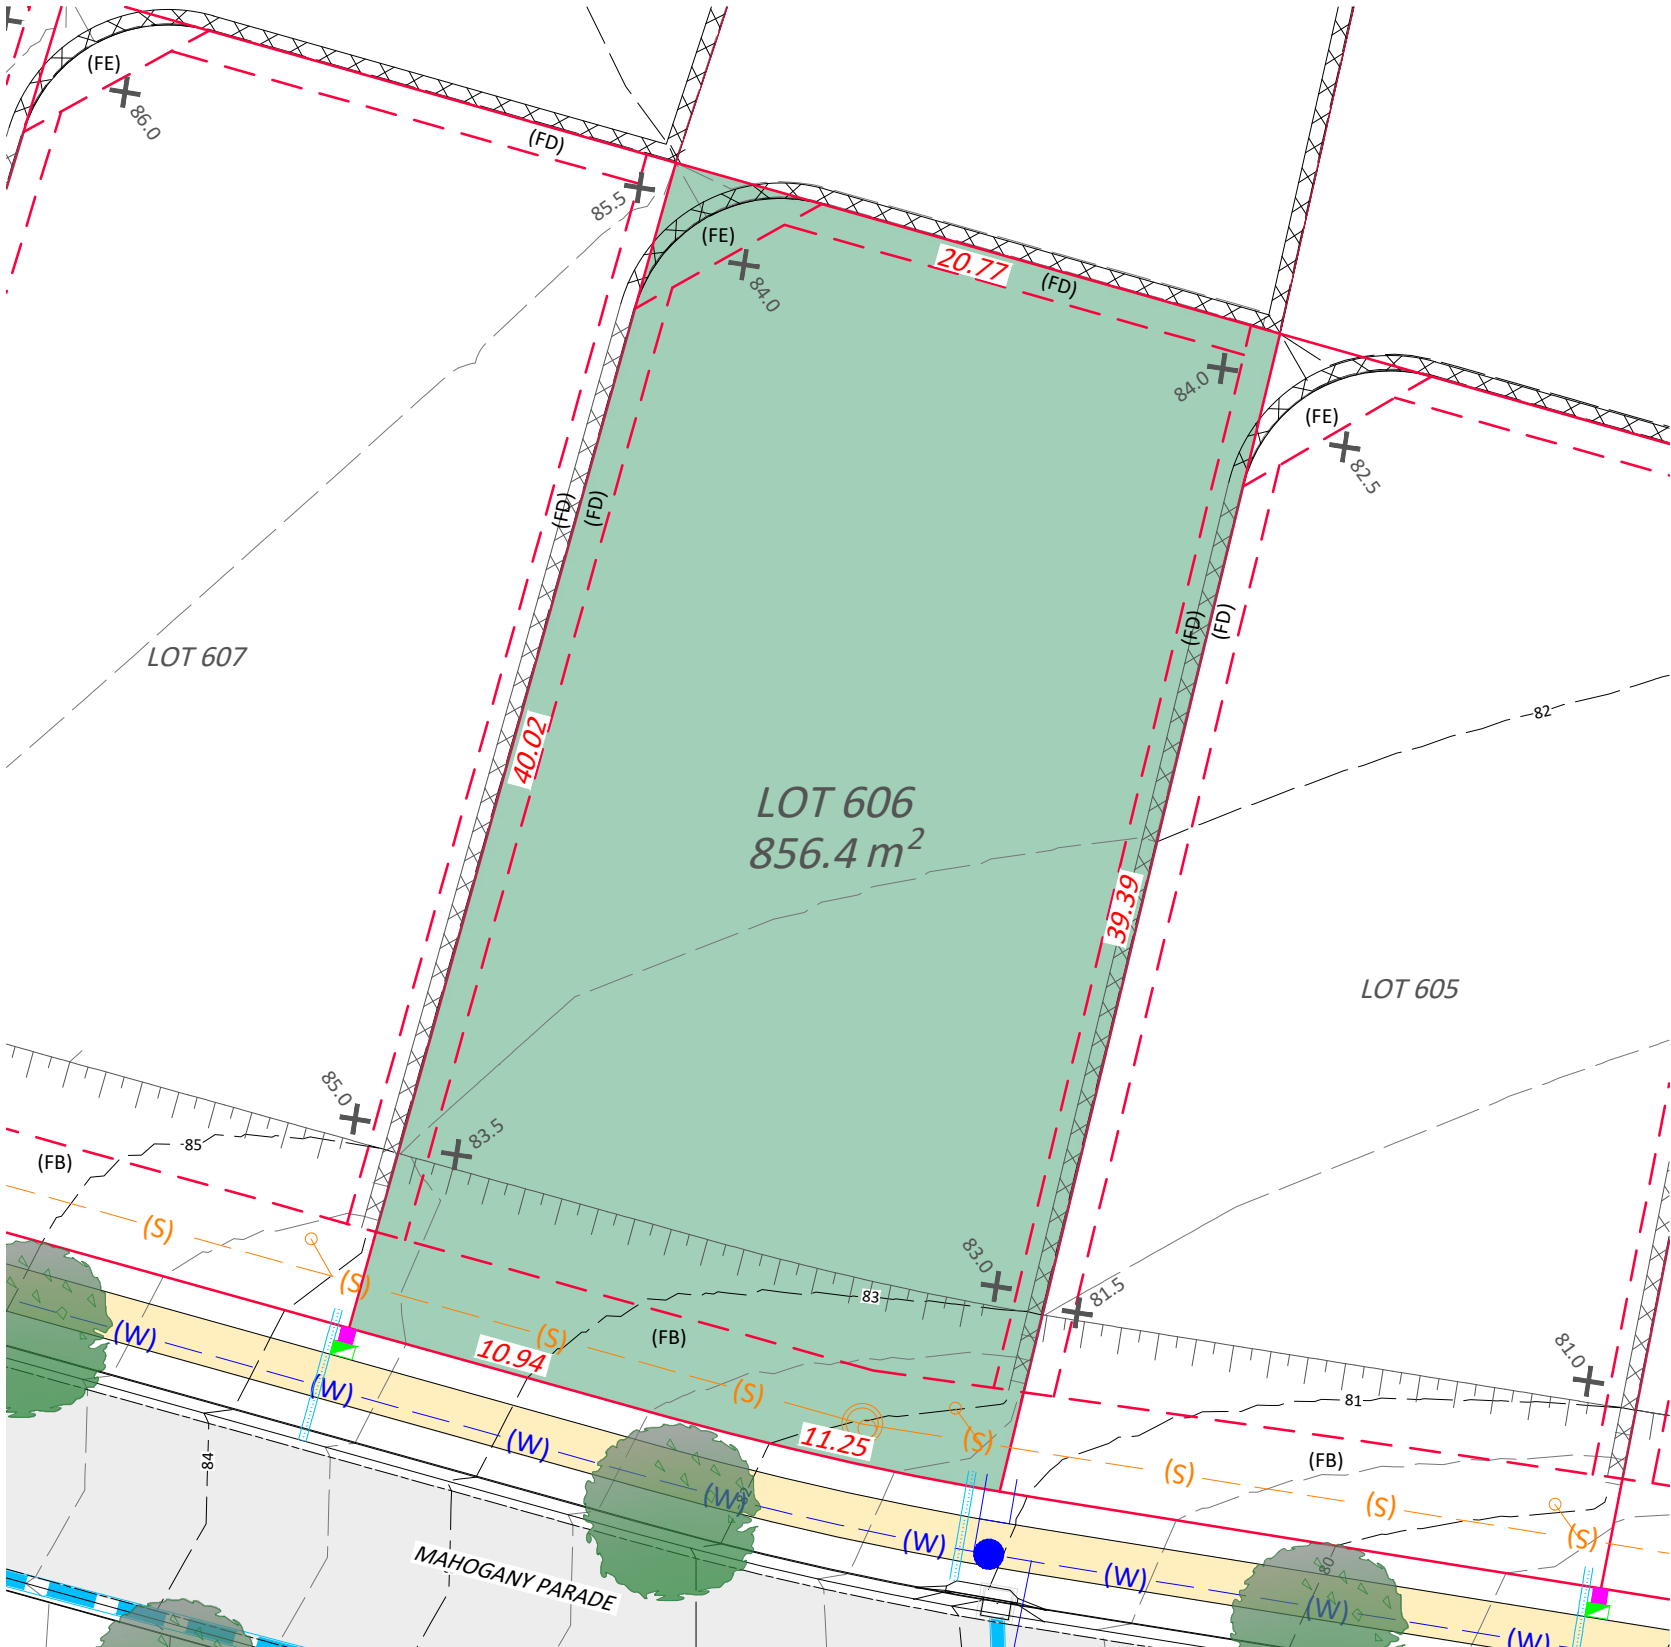 (FE)
86.0
(FD)
85.5
(FE)
84.0
20.77
(FD)
84.0
(FE)
82.5
(FD)
(FD)
(FD)
(FD)
LOT 607
40.02
82
LOT 606
856.4 m²
39.39
LOT 605
85.0
83.5
85
(FB)
(S)
83.0
81.5
(S)
83
(S)
(FB)
10.94
81.0
(W)
(W)
(S)
81
11.25
(S)
(W)
84
(FB)
(S)
(S)
(S)
(W)
82
(W)
(W)
80
(W)
(W)
MAHOGANY PARADE